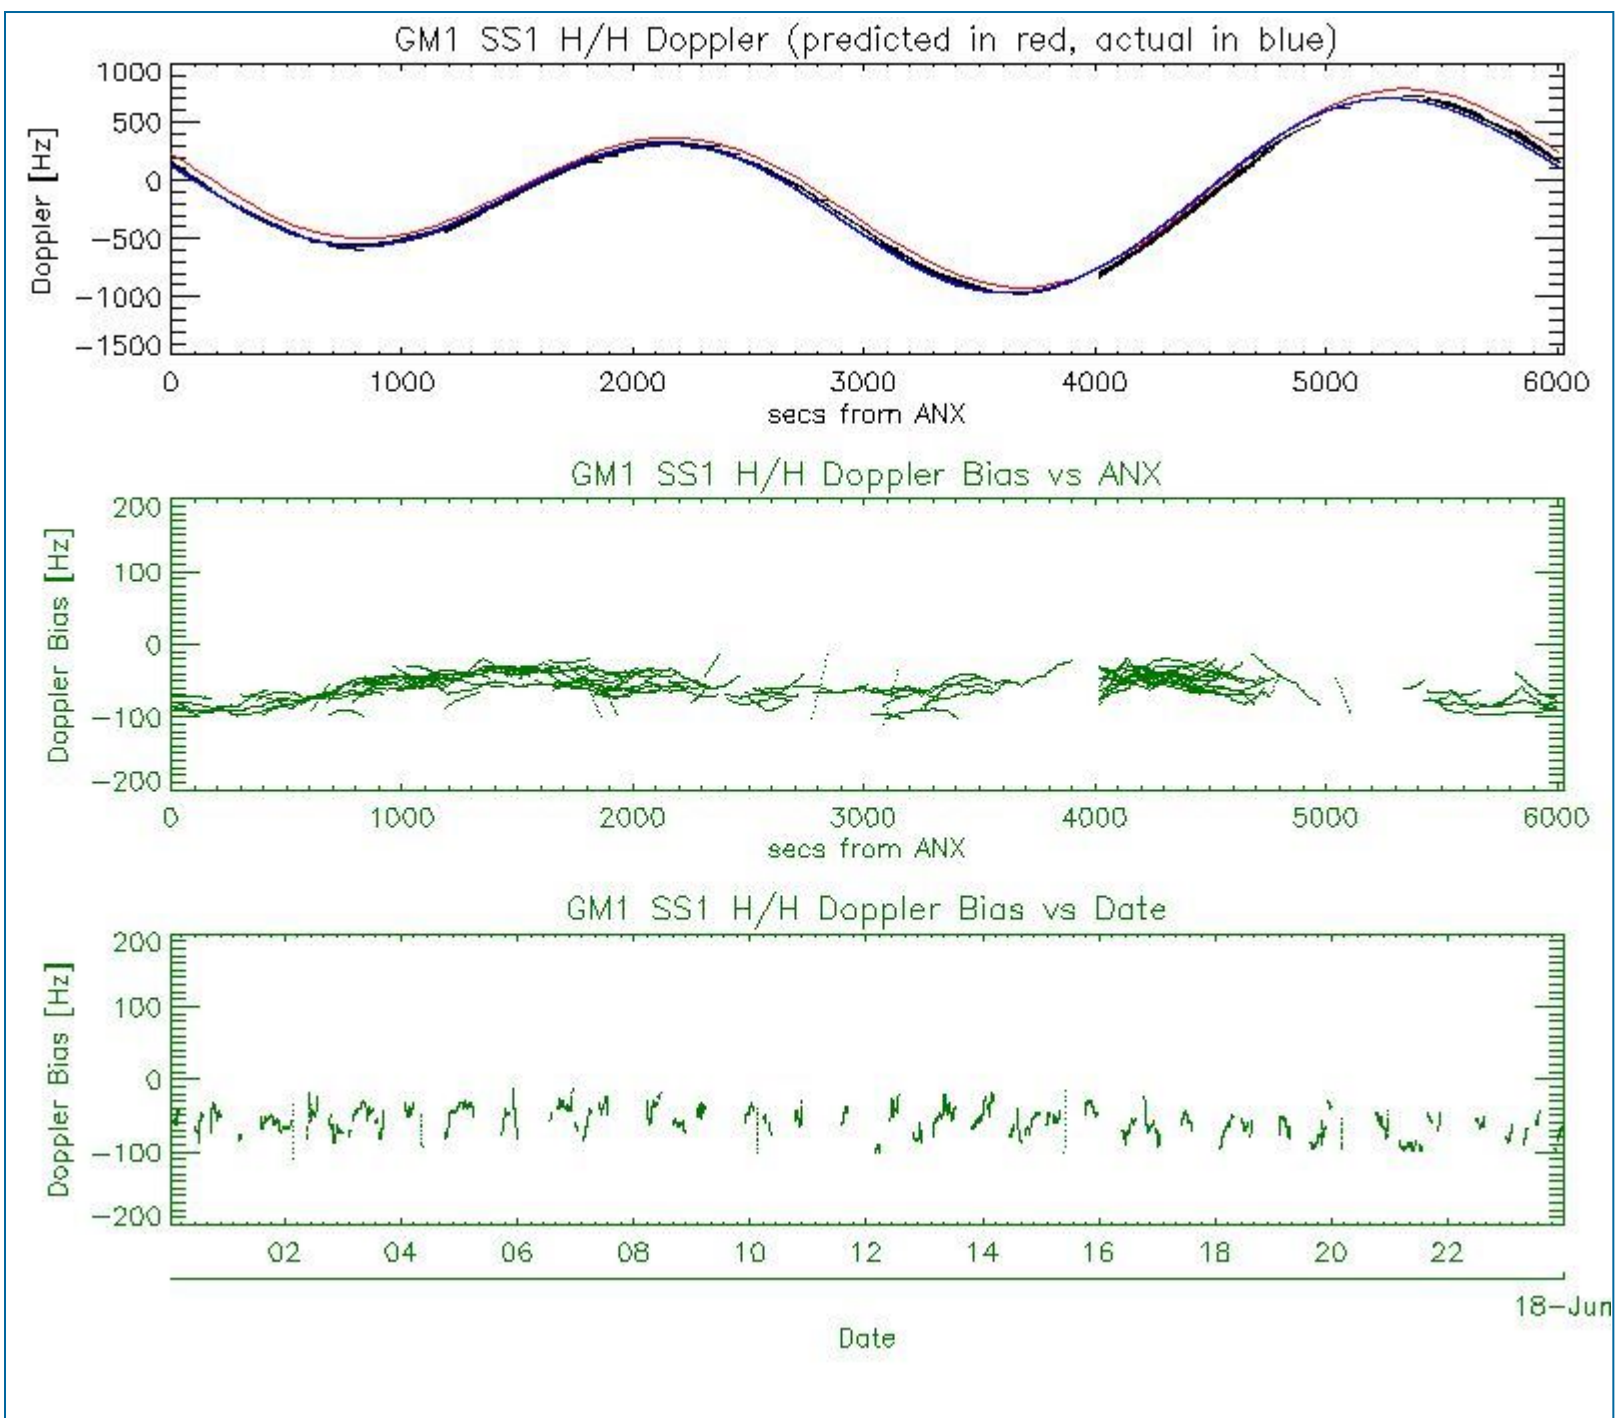 GM1 SS1 H/H Doppler (predicted in red, actual in blue)
1000
500
0
−500
−1000
−1500
Doppler [Hz]
0 1000 2000 3000 4000 5000 6000
secs from ANX
GM1 SS1 H/H Doppler Bias vs ANX
200
100
0
−100
−200
Doppler Bias [Hz]
0 1000 2000 3000 4000 5000 6000
secs from ANX
GM1 SS1 H/H Doppler Bias vs Date
200
100
0
−100
−200
Doppler Bias [Hz]
02 04 06 08 10 12 14 16 18 20 22
18−Jun
Date